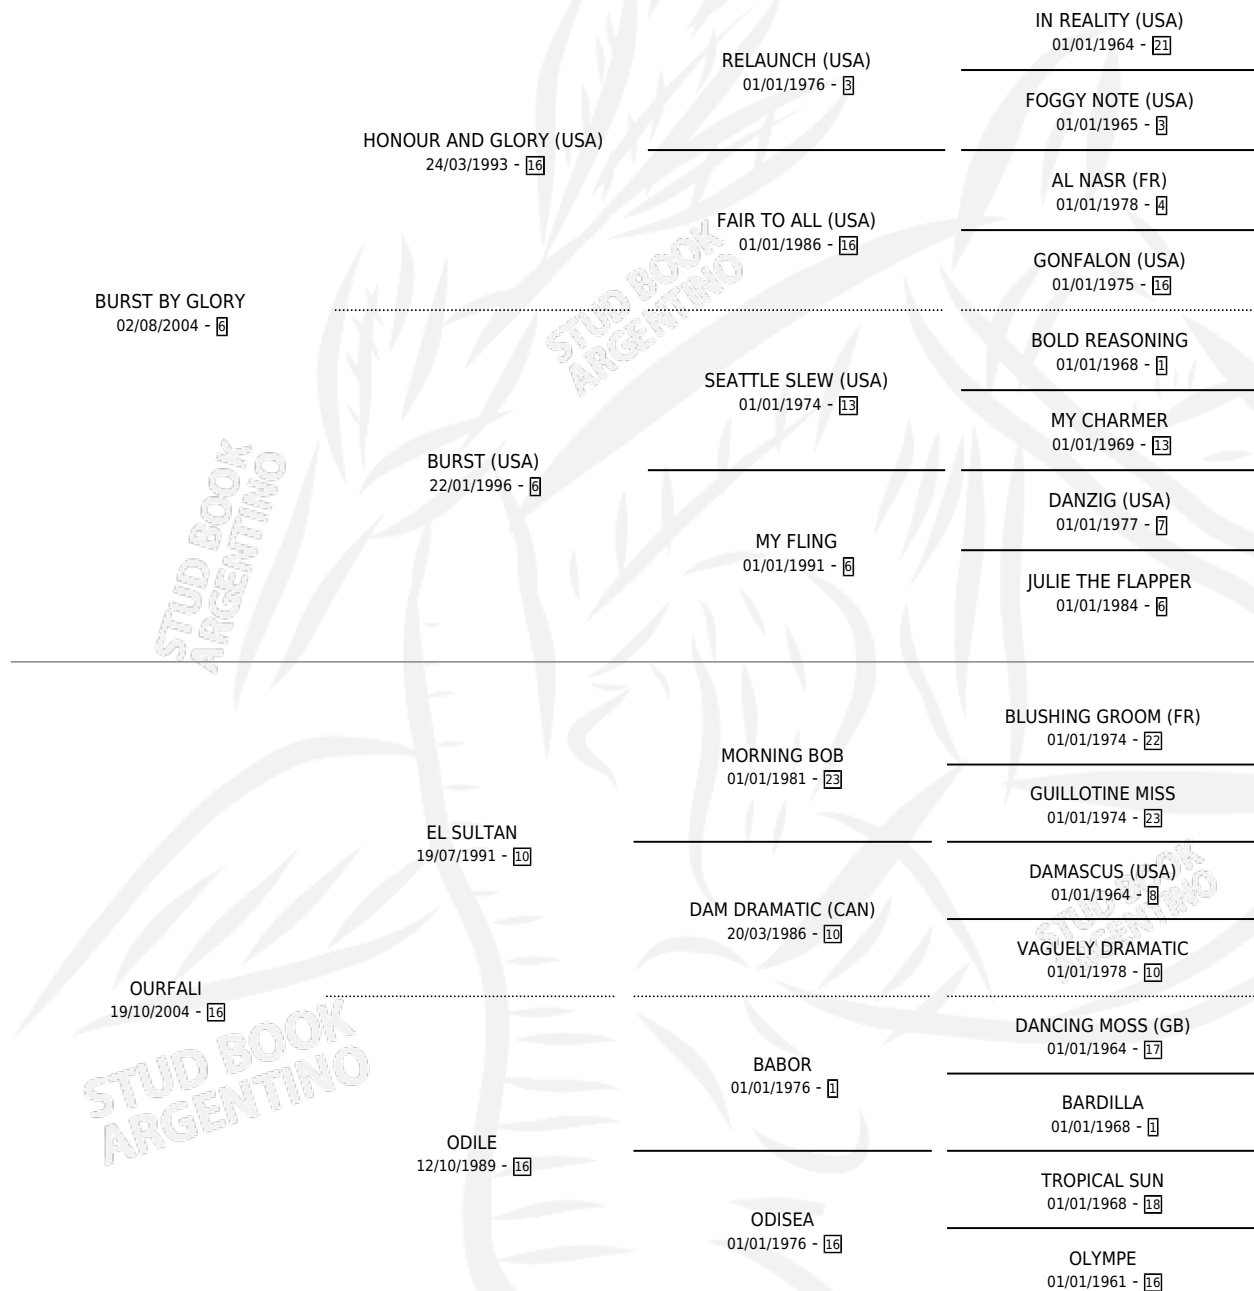 IN REALITY (USA)
01/01/1964 - 21
RELAUNCH (USA)
01/01/1976 - 3
FOGGY NOTE (USA)
01/01/1965 - 3
HONOUR AND GLORY (USA)
24/03/1993 - 16
AL NASR (FR)
01/01/1978 - 4
FAIR TO ALL (USA)
01/01/1986 - 16
GONFALON (USA)
01/01/1975 - 16
BURST BY GLORY
02/08/2004 - 6
BOLD REASONING
01/01/1968 - 1
SEATTLE SLEW (USA)
01/01/1974 - 13
MY CHARMER
01/01/1969 - 13
BURST (USA)
22/01/1996 - 6
DANZIG (USA)
01/01/1977 - 7
MY FLING
01/01/1991 - 6
JULIE THE FLAPPER
01/01/1984 - 6
BLUSHING GROOM (FR)
01/01/1974 - 22
MORNING BOB
01/01/1981 - 23
GUILLOTINE MISS
01/01/1974 - 23
EL SULTAN
19/07/1991 - 10
DAMASCUS (USA)
01/01/1964 - 8
DAM DRAMATIC (CAN)
20/03/1986 - 10
VAGUELY DRAMATIC
01/01/1978 - 10
OURFALI
19/10/2004 - 16
DANCING MOSS (GB)
01/01/1964 - 17
BABOR
01/01/1976 - 1
BARDILLA
01/01/1968 - 1
ODILE
12/10/1989 - 16
TROPICAL SUN
01/01/1968 - 18
ODISEA
01/01/1976 - 16
OLYMPE
01/01/1961 - 16
STUD BOOK
ARGENTINO
STUD BOOK
ARGENTINO
STUD BOOK
ARGENTINO
STUD BOOK
ARGENTINO